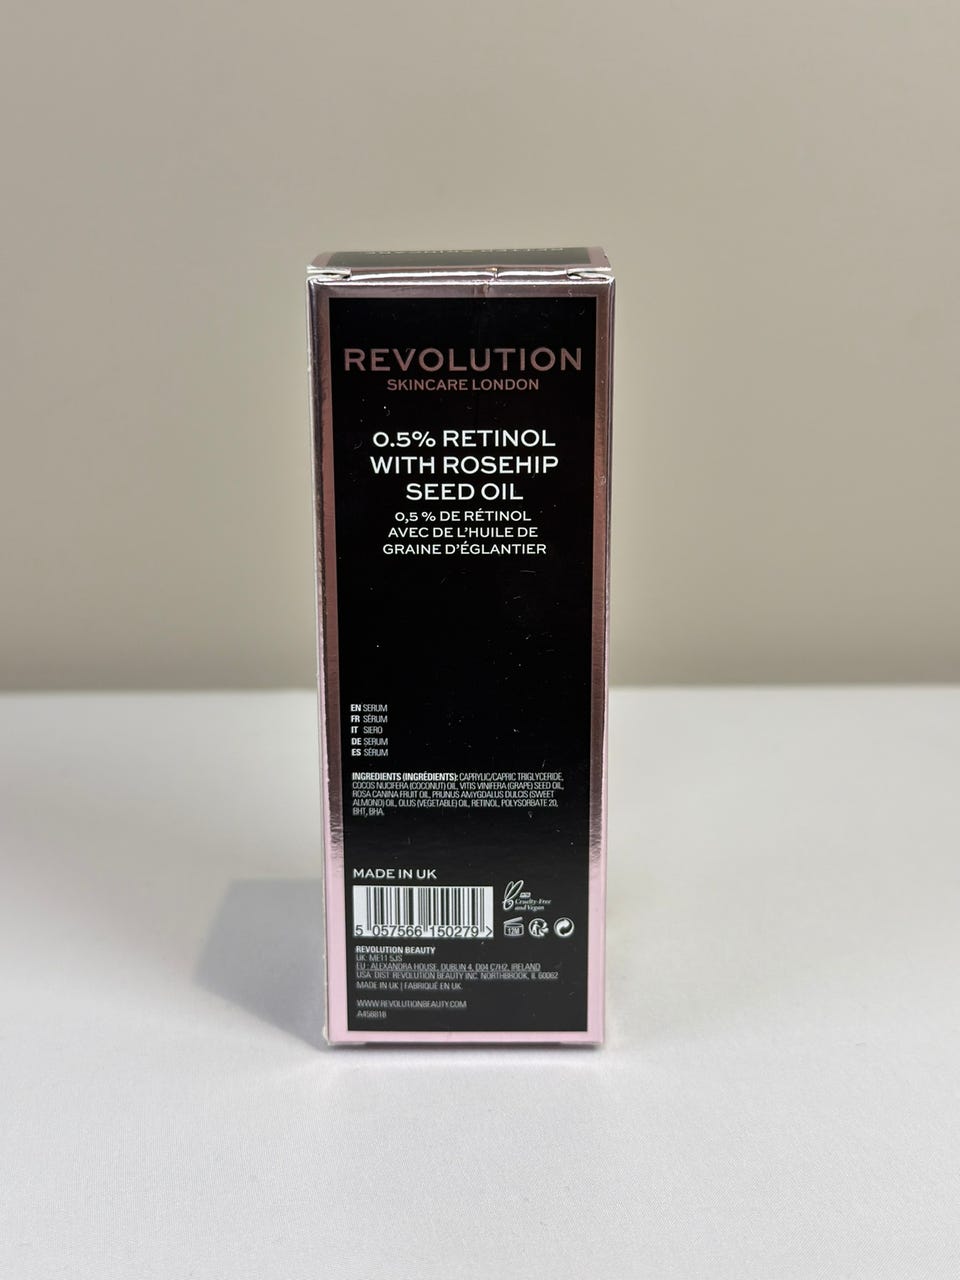 REVOLUTION
SKINCARE LONDON
0.5% RETINOL
WITH ROSEHIP
SEED OIL
0,5 % DE RÉTINOL
AVEC DE L'HUILE DE
GRAINE D'ÉGLANTIER
EN SERUM
FR SÉRUM
IT SIERO
DE SERUM
ES SÉRUM
INGREDIENTS (INGRÉDIENTS): CAPRYLIC/CAPRIC TRIGLYCERIDE,
COCOS NUCIFERA (COCONUT) OIL, VITIS VINIFERA (GRAPE) SEED OIL,
ROSA CANINA FRUIT OIL, PRUNUS AMYGDALUS DULCIS (SWEET
ALMOND) OIL, OLUS (VEGETABLE) OIL, RETINOL, POLYSORBATE 20,
BHT, BHA.
MADE IN UK
Cruelty-Free
and Vegan
5 057566 150279 >
12M
REVOLUTION BEAUTY
UK: ME11 5JS
EU : ALEXANDRA HOUSE, DUBLIN 4, D04 C7H2, IRELAND
USA: DIST. REVOLUTION BEAUTY INC. NORTHBROOK, IL 60062
MADE IN UK | FABRIQUÉ EN UK.
WWW.REVOLUTIONBEAUTY.COM
A458818